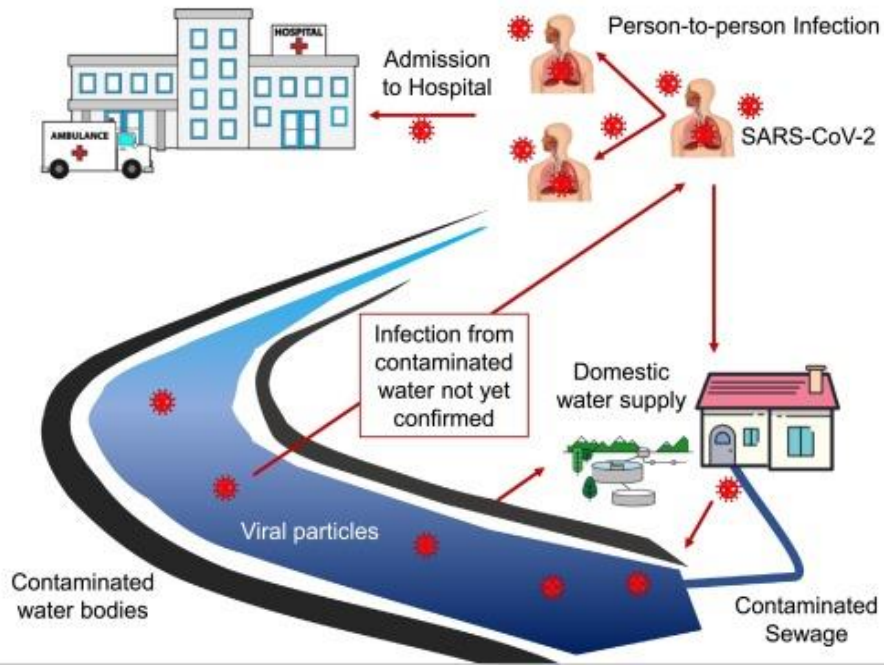 HOSPITAL
Person-to-person Infection
Admission
to Hospital
AMBULANCE
SARS-CoV-2
Infection from
contaminated
water not yet
confirmed
Domestic
water supply
Viral particles
Contaminated
water bodies
Contaminated
Sewage